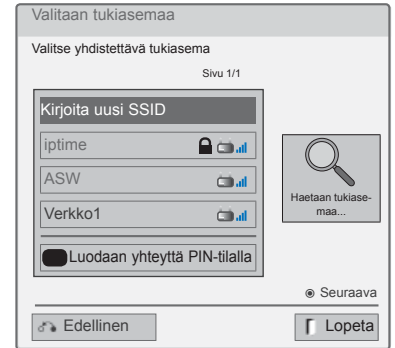 Valitaan tukiasemaa
Valitse yhdistettävä tukiasema
Sivu 1/1
Kirjoita uusi SSID
iptime
ASW
Verkko1
Luodaan yhteyttä PIN-tilalla
Haetaan tukiase-
maa...
Seuraava
Edellinen
Lopeta